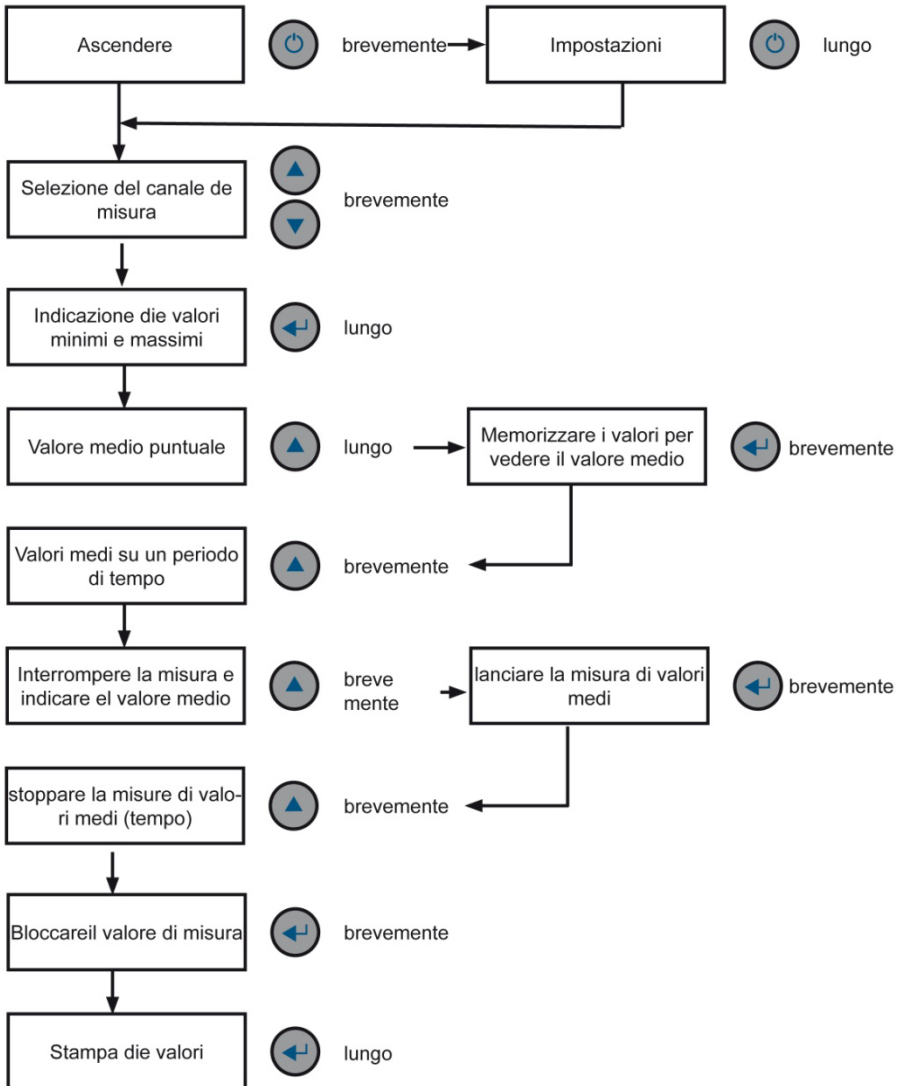 Ascendere
brevemente
Impostazioni
lungo
Selezione del canale de
misura
brevemente
Indicazione die valori
minimi e massimi
lungo
Valore medio puntuale
lungo
Memorizzare i valori per
vedere il valore medio
brevemente
Valori medi su un periodo
di tempo
brevemente
Interrompere la misura e
indicare el valore medio
breve
mente
lanciare la misura di valori
medi
brevemente
stoppare la misure di valo-
ri medi (tempo)
brevemente
Bloccareil valore di misura
brevemente
Stampa die valori
lungo